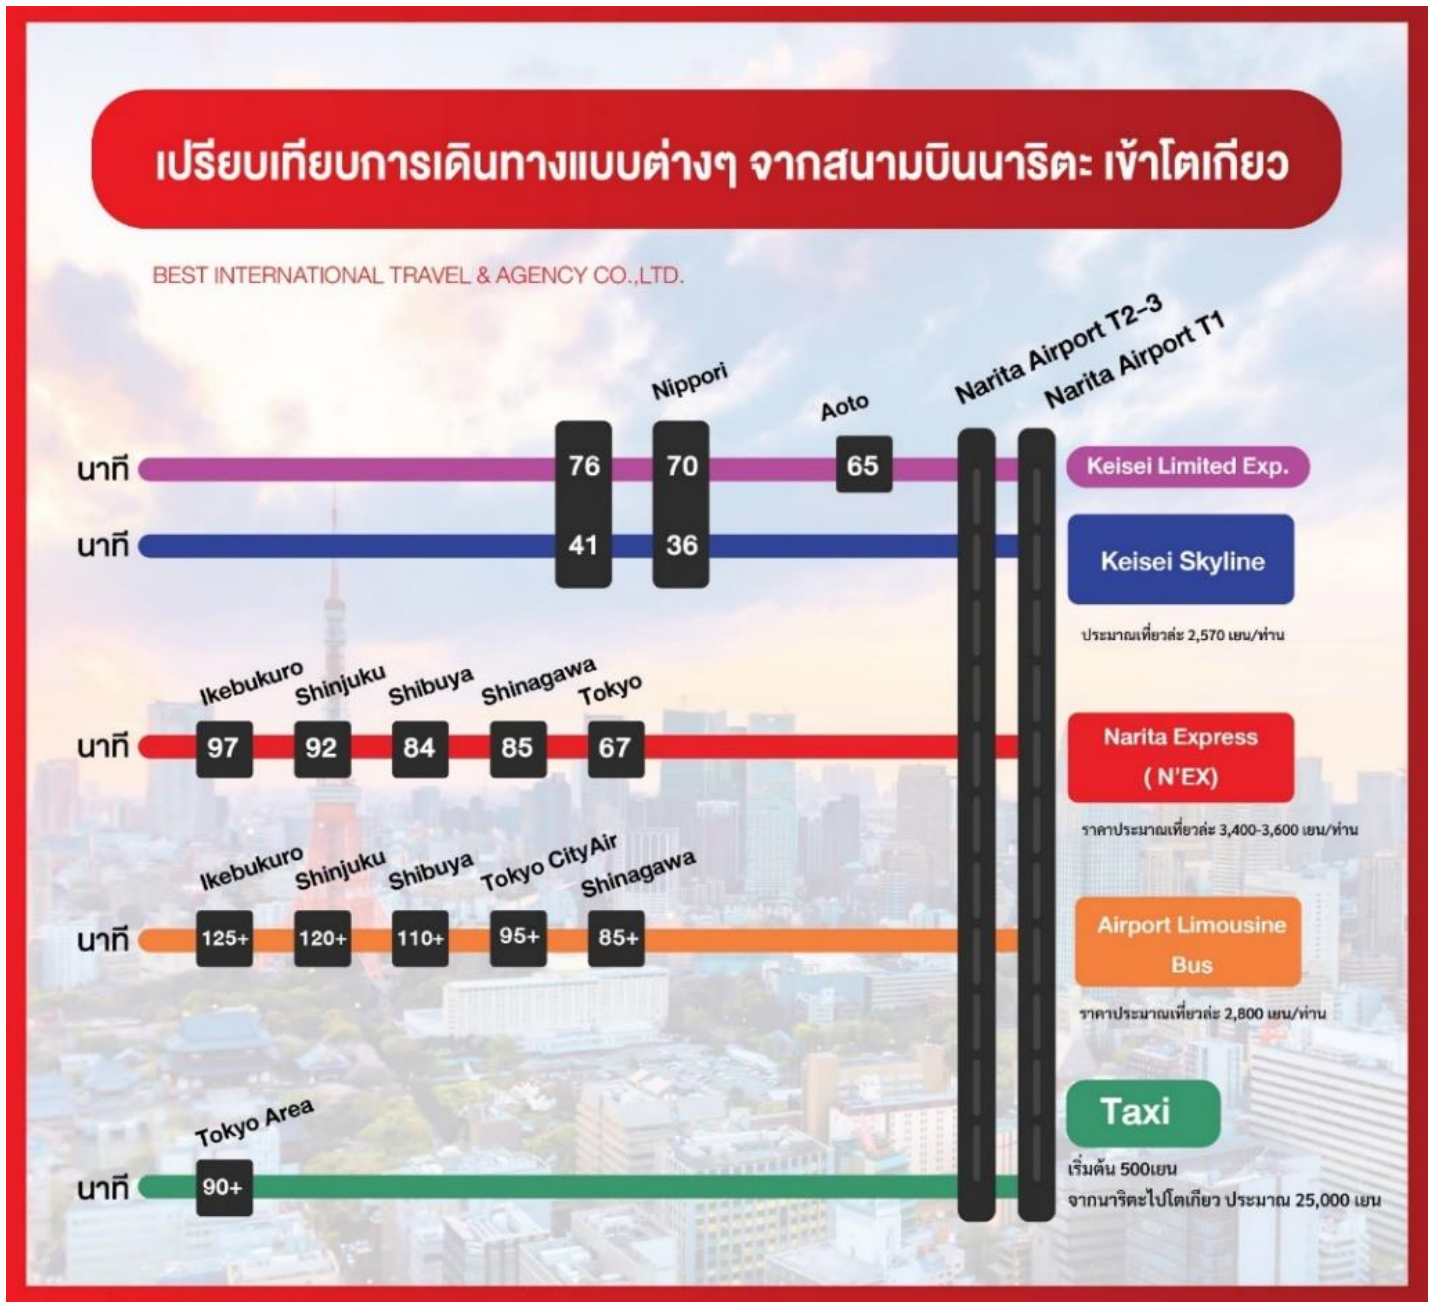 เปรียบเทียบการเดินทางแบบต่างๆ จากสนามบินนาริตะ เข้าโตเกียว
BEST INTERNATIONAL TRAVEL & AGENCY CO.,LTD.
Nippori
Aoto
Narita Airport T2-3
Narita Airport T1
นาที
76
70
65
Keisei Limited Exp.
นาที
41
36
Keisei Skyline
ประมาณเที่ยวล่ะ 2,570 เยน/ท่าน
Ikebukuro
Shinjuku
Shibuya
Shinagawa
Tokyo
นาที
97
92
84
85
67
Narita Express
( N'EX)
ราคาประมาณเที่ยวล่ะ 3,400-3,600 เยน/ท่าน
Ikebukuro
Shinjuku
Shibuya
Tokyo CityAir
Shinagawa
นาที
125+
120+
110+
95+
85+
Airport Limousine
Bus
ราคาประมาณเที่ยวล่ะ 2,800 เยน/ท่าน
Tokyo Area
นาที
90+
Taxi
เริ่มต้น 500เยน
จากนาริตะไปโตเกียว ประมาณ 25,000 เยน